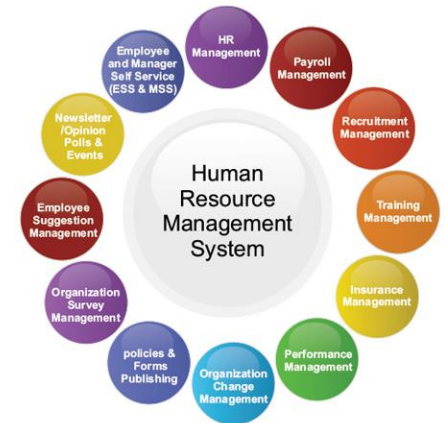 Human
Resource
Management
System
HR
Management
Payroll
Management
Recruitment
Management
Training
Management
Insurance
Management
Performance
Management
Organization
Change
Management
policies &
Forms
Publishing
Organization
Survey
Management
Employee
Suggestion
Management
Newsletter
/Opinion
Polls &
Events
Employee
and Manager
Self Service
(ESS & MSS)